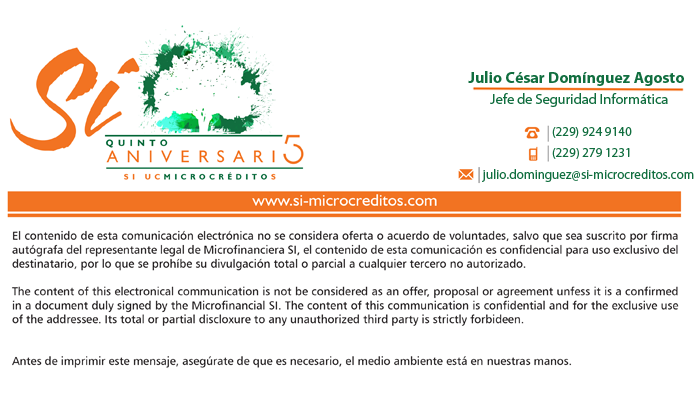 Sí
QUINTO
ANIVERSARI5
SI UCMICROCRÉDITOS
Julio César Domínguez Agosto
Jefe de Seguridad Informática
(229) 924 9140
(229) 279 1231
julio.dominguez@si-microcreditos.com
www.si-microcreditos.com
El contenido de esta comunicación electrónica no se considera oferta o acuerdo de voluntades, salvo que sea suscrito por firma
autógrafa del representante legal de Microfinanciera SI, el contenido de esta comunicación es confidencial para uso exclusivo del
destinatario, por lo que se prohíbe su divulgación total o parcial a cualquier tercero no autorizado.
The content of this electronical communication is not be considered as an offer, proposal or agreement unfess it is a confirmed
in a document duly signed by the Microfinancial SI. The content of this communication is confidential and for the exclusive use
of the addressee. Its total or partial discloxure to any unauthorized third party is strictly forbideen.
Antes de imprimir este mensaje, asegúrate de que es necesario, el medio ambiente está en nuestras manos.